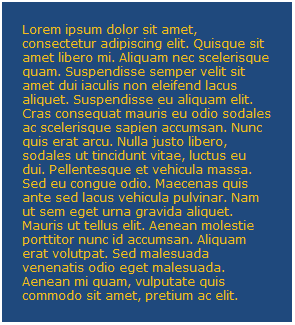 Lorem ipsum dolor sit amet,
consectetur adipiscing elit. Quisque sit
amet libero mi. Aliquam nec scelerisque
quam. Suspendisse semper velit sit
amet dui iaculis non eleifend lacus
aliquet. Suspendisse eu aliquam elit.
Cras consequat mauris eu odio sodales
ac scelerisque sapien accumsan. Nunc
quis erat arcu. Nulla justo libero,
sodales ut tincidunt vitae, luctus eu
dui. Pellentesque et vehicula massa.
Sed eu congue odio. Maecenas quis
ante sed lacus vehicula pulvinar. Nam
ut sem eget urna gravida aliquet.
Mauris ut tellus elit. Aenean molestie
porttitor nunc id accumsan. Aliquam
erat volutpat. Sed malesuada
venenatis odio eget malesuada.
Aenean mi quam, vulputate quis
commodo sit amet, pretium ac elit.